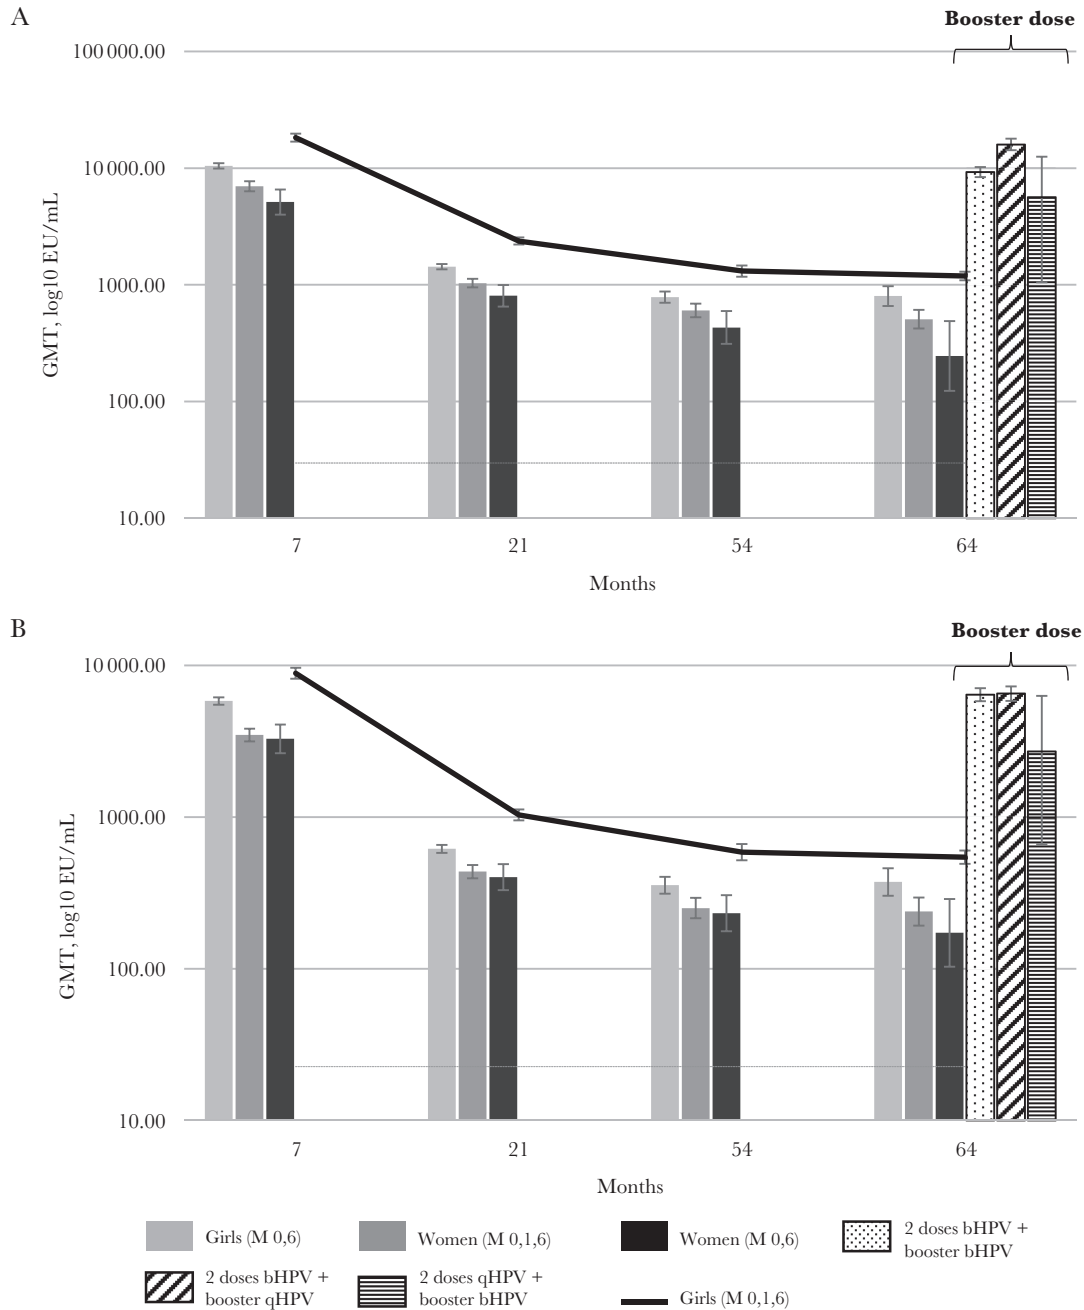 A
Booster dose
100 000.00
10 000.00
1000.00
100.00
10.00
GMT, log10 EU/mL
7 21 54 64
Months
B
Booster dose
10 000.00
1000.00
100.00
10.00
GMT, log10 EU/mL
7 21 54 64
Months
Girls (M 0,6)
Women (M 0,1,6)
Women (M 0,6)
2 doses bHPV +
booster bHPV
2 doses bHPV +
booster qHPV
2 doses qHPV +
booster bHPV
Girls (M 0,1,6)